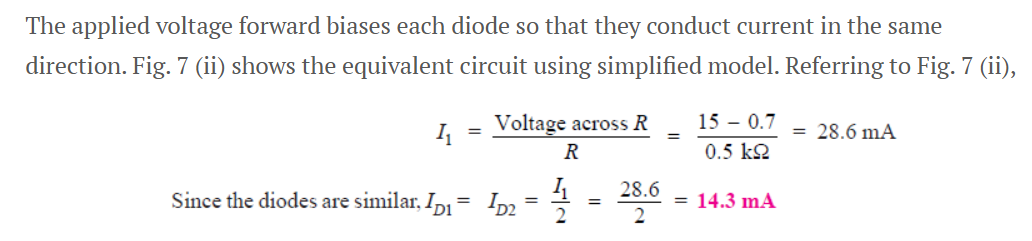 The applied voltage forward biases each diode so that they conduct current in the same
direction. Fig. 7 (ii) shows the equivalent circuit using simplified model. Referring to Fig. 7 (ii),
I₁ = Voltage across R / R = 15 – 0.7 / 0.5 kΩ = 28.6 mA
Since the diodes are similar, I_D1 = I_D2 = I₁ / 2 = 28.6 / 2 = 14.3 mA